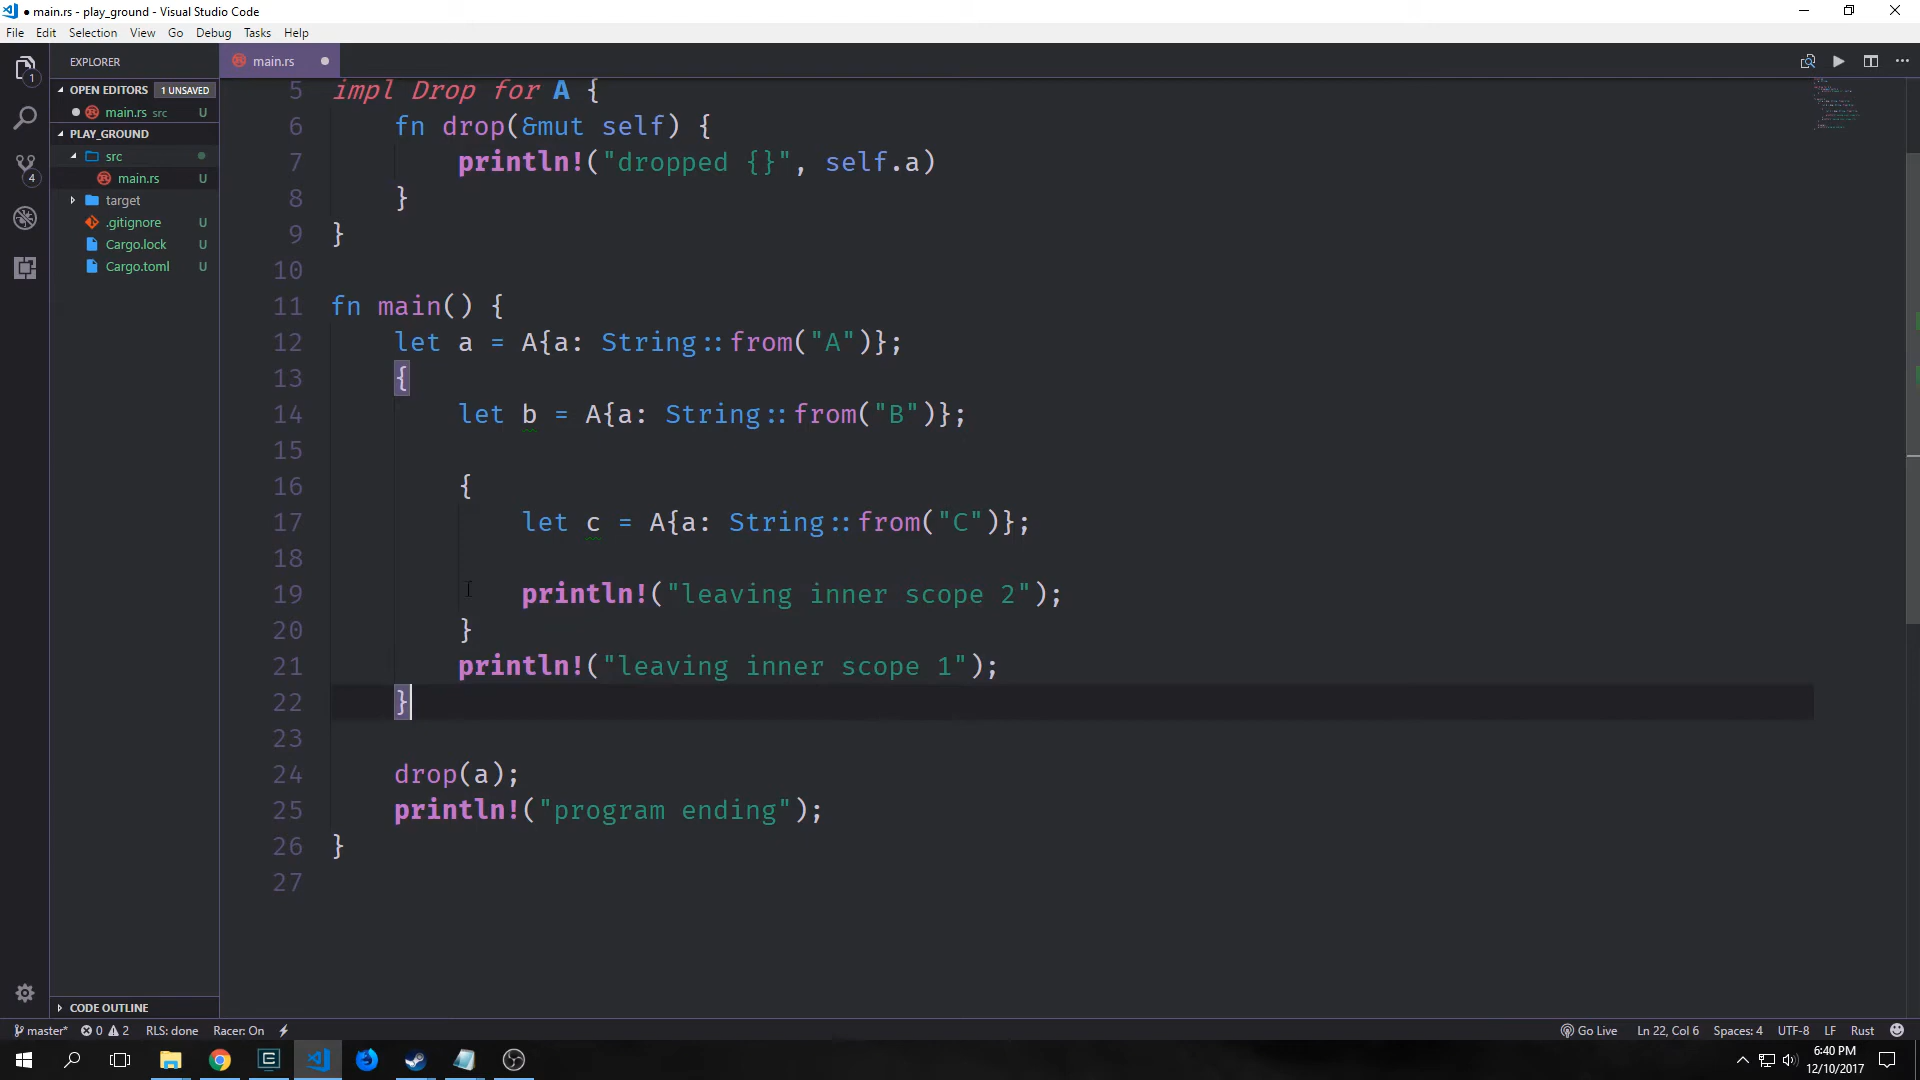 ● main.rs - play_ground - Visual Studio Code
File Edit Selection View Go Debug Tasks Help
EXPLORER
main.rs
OPEN EDITORS 1 UNSAVED
main.rs src U
PLAY_GROUND
src
main.rs U
target
.gitignore U
Cargo.lock U
Cargo.toml U
1
4
5 impl Drop for A {
6 fn drop(&mut self) {
7 println!("dropped {}", self.a)
8 }
9 }
10
11 fn main() {
12 let a = A{a: String::from("A")};
13 {
14 let b = A{a: String::from("B")};
15
16 {
17 let c = A{a: String::from("C")};
18
19 println!("leaving inner scope 2");
20 }
21 println!("leaving inner scope 1");
22 }
23
24 drop(a);
25 println!("program ending");
26 }
27
CODE OUTLINE
master* 0 2 RLS: done Racer: On Go Live Ln 22, Col 6 Spaces: 4 UTF-8 LF Rust
6:40 PM
12/10/2017